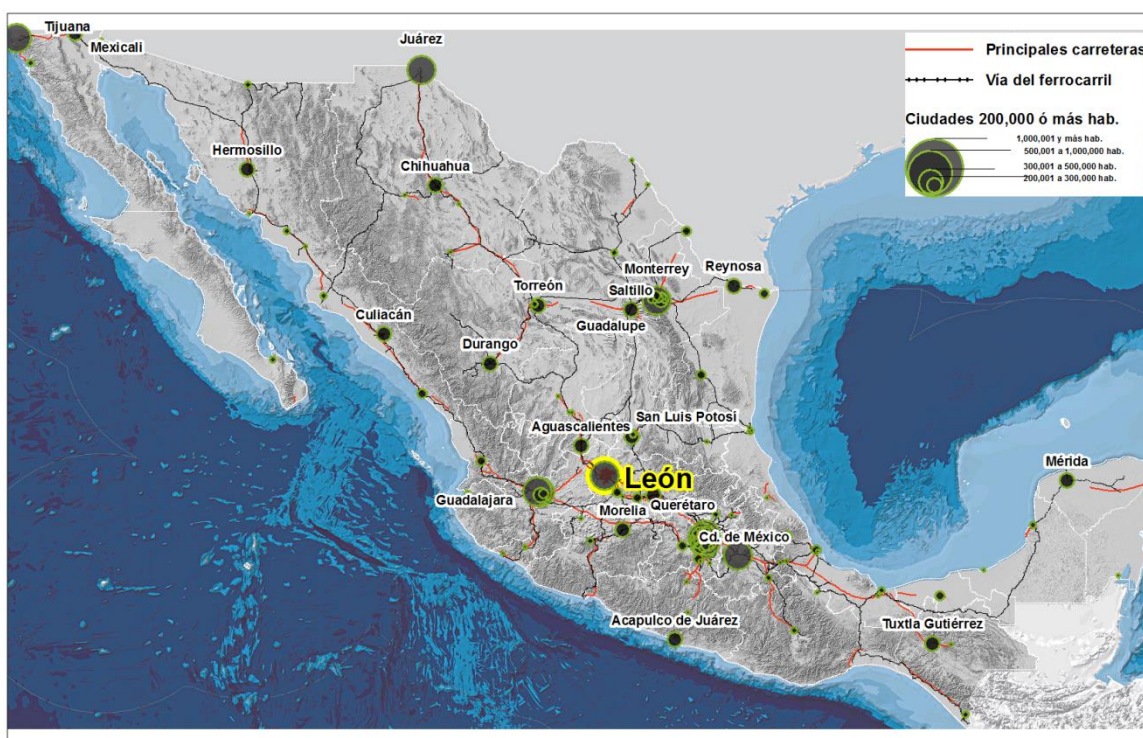 Tijuana
Mexicali
Juárez
Principales carreteras
Vía del ferrocarril
Ciudades 200,000 ó más hab.
1,000,001 y más hab.
500,001 a 1,000,000 hab.
300,001 a 500,000 hab.
200,001 a 300,000 hab.
Hermosillo
Chihuahua
Monterrey
Reynosa
Torreón
Saltillo
Culiacán
Guadalupe
Durango
San Luis Potosí
Aguascalientes
León
Mérida
Guadalajara
Querétaro
Morelia
Cd. de México
Acapulco de Juárez
Tuxtla Gutiérrez